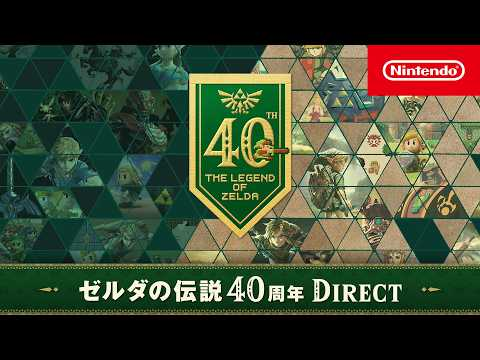 Nintendo
40TH
THE LEGEND
OF
ZELDA
ゼルダの伝説 40周年 DIRECT